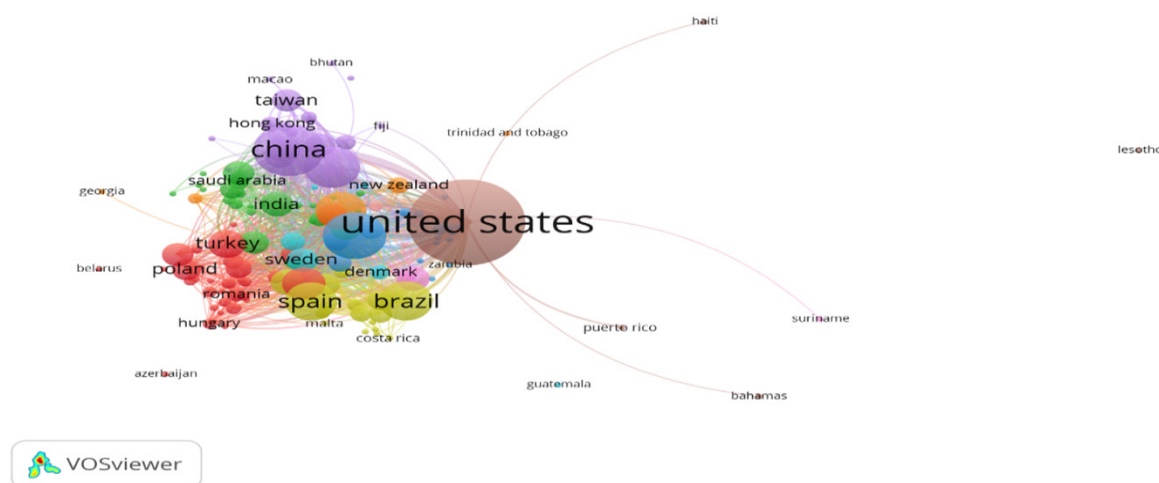 haiti
bhutan
macao
taiwan
hong kong
fiji
trinidad and tobago
china
lesotho
saudi arabia
new zealand
georgia
india
united states
turkey
sweden
zambia
poland
denmark
belarus
romania
spain
brazil
suriname
hungary
malta
puerto rico
costa rica
azerbaijan
guatemala
bahamas
VOSviewer